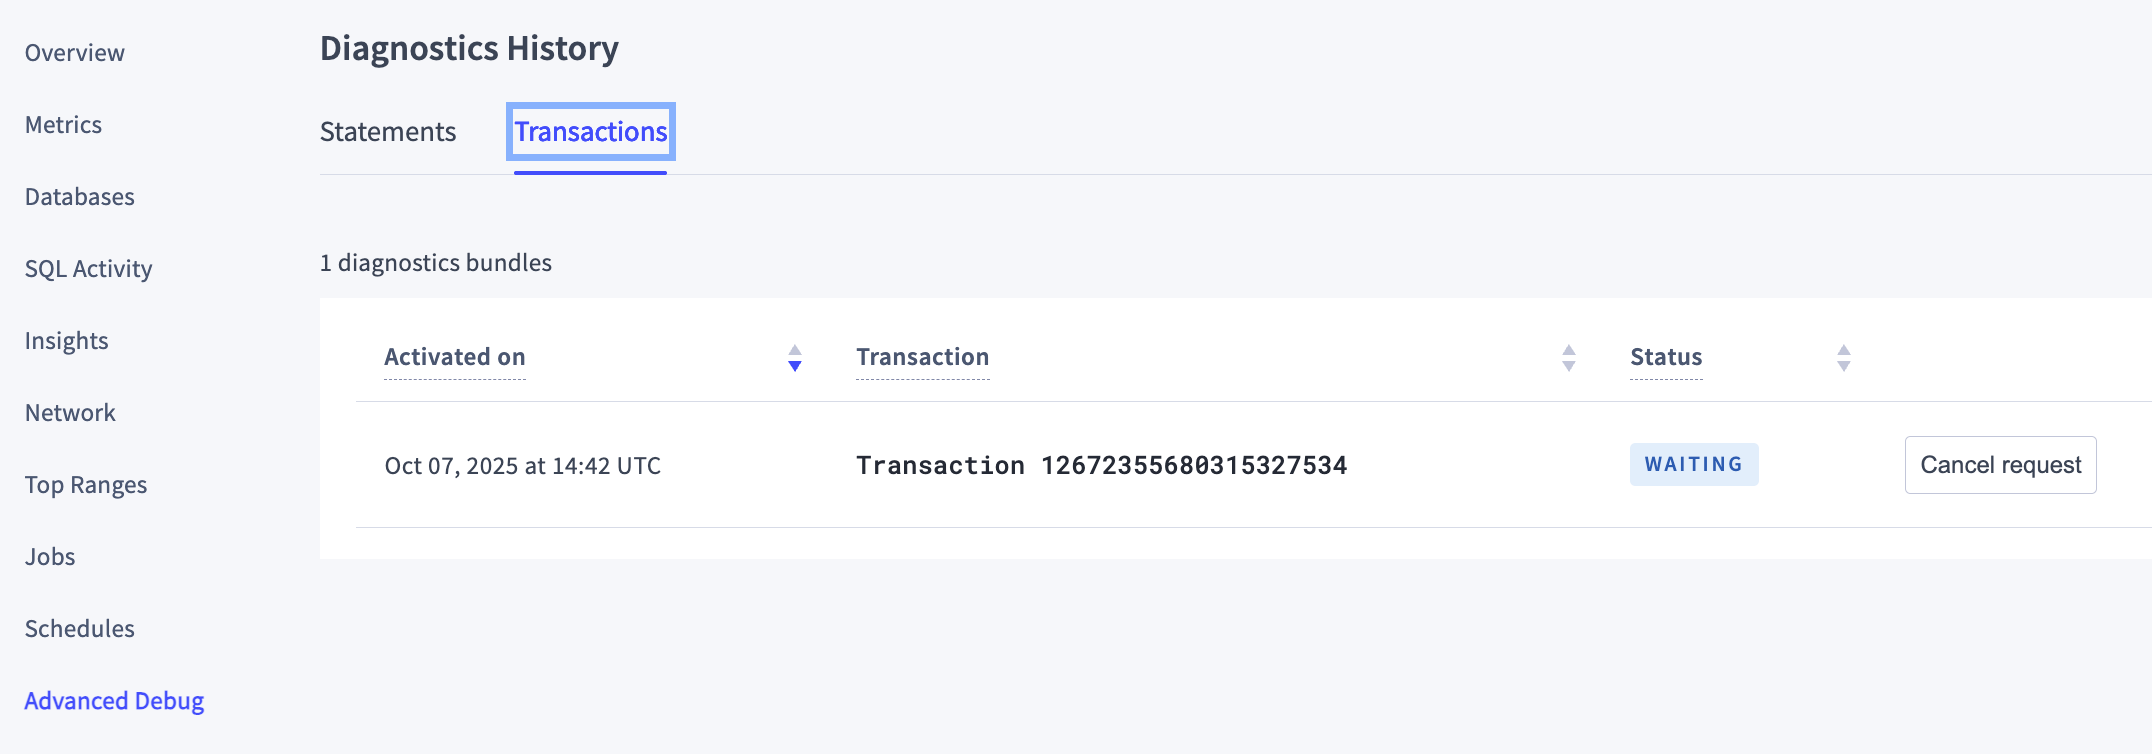 Overview
Metrics
Databases
SQL Activity
Insights
Network
Top Ranges
Jobs
Schedules
Advanced Debug
Diagnostics History
Statements Transactions
1 diagnostics bundles
Activated on Transaction Status
Oct 07, 2025 at 14:42 UTC Transaction 12672355680315327534 WAITING Cancel request